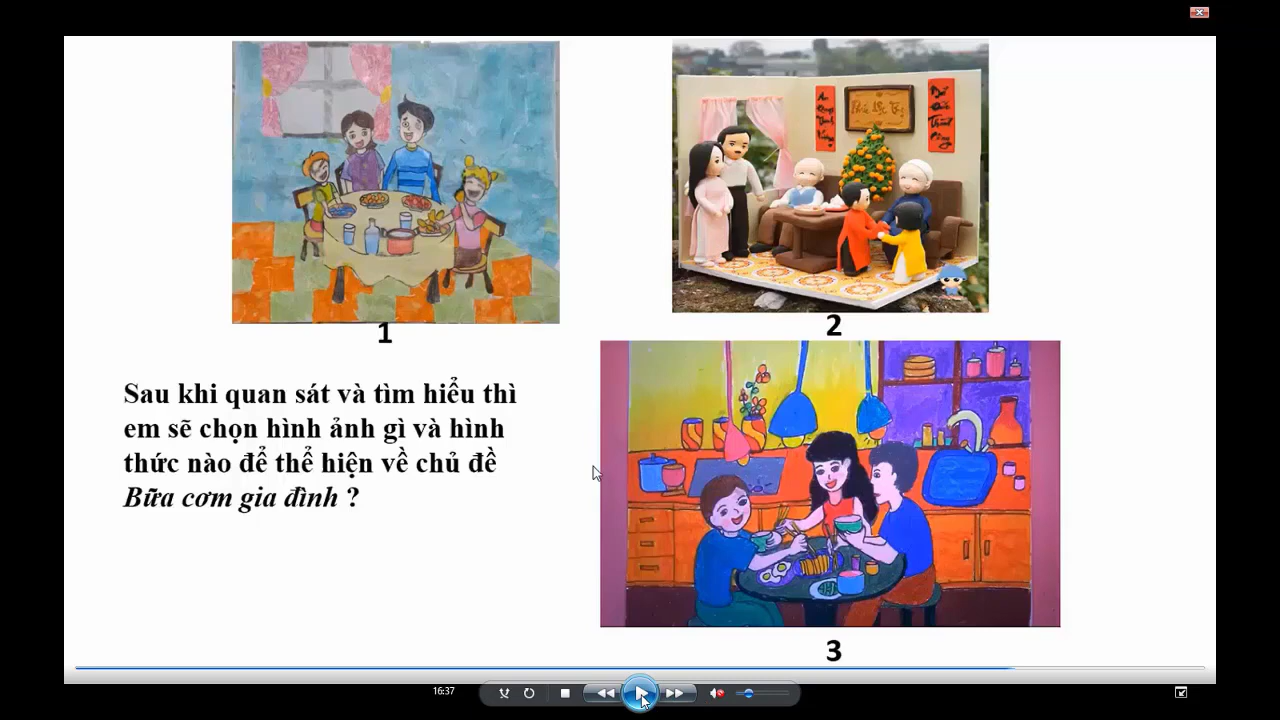 1
2
Sau khi quan sát và tìm hiểu thì
em sẽ chọn hình ảnh gì và hình
thức nào để thể hiện về chủ đề
Bữa cơm gia đình ?
3
16:37